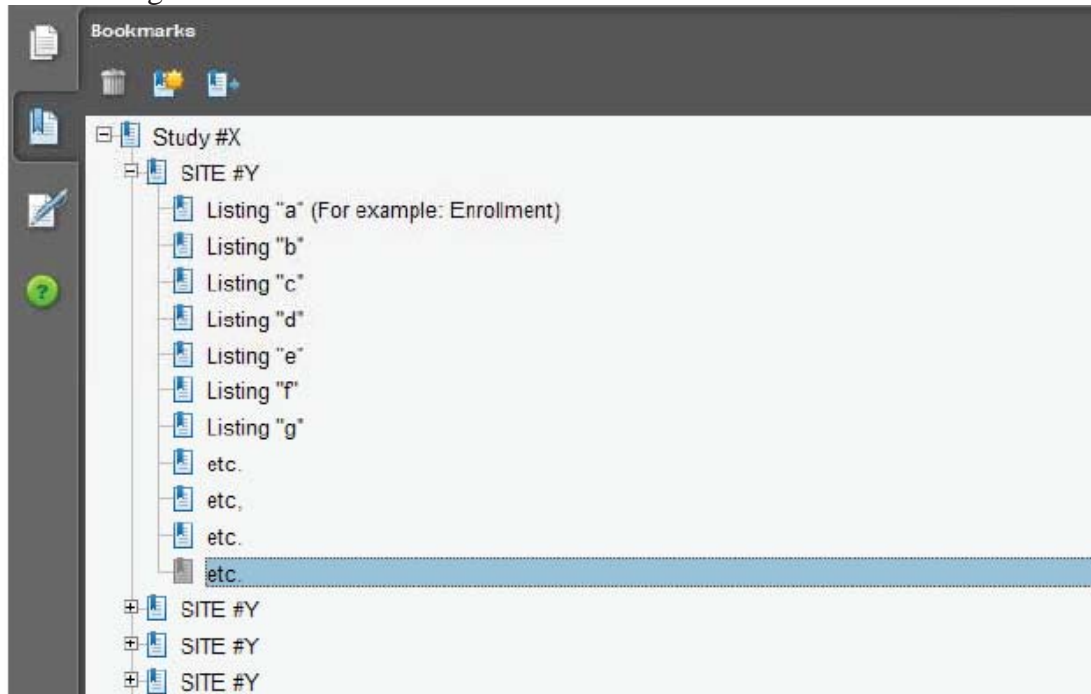 Bookmarks
Study #X
SITE #Y
Listing "a" (For example: Enrollment)
Listing "b"
Listing "c"
Listing "d"
Listing "e"
Listing "f"
Listing "g"
etc.
etc,
etc.
etc.
SITE #Y
SITE #Y
SITE #Y